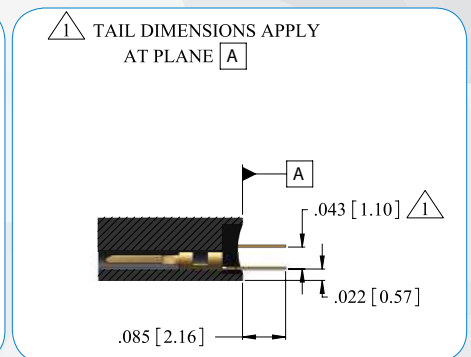 1 TAIL DIMENSIONS APPLY
AT PLANE A
A
.043 [1.10] 1
.022 [0.57]
.085 [2.16]